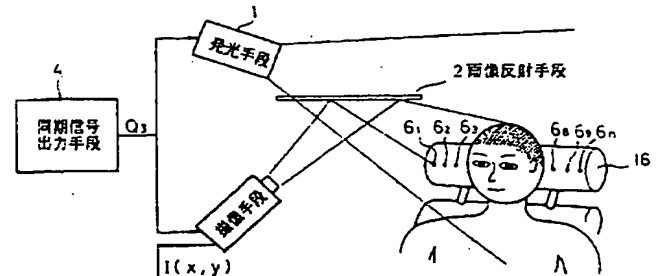 1
発光手段
4
2画像反射手段
同期信号
出力手段
Q3
6₁ 6₂ 6₃
6₈ 6₉ 6n
16
撮像手段
I(x,y)